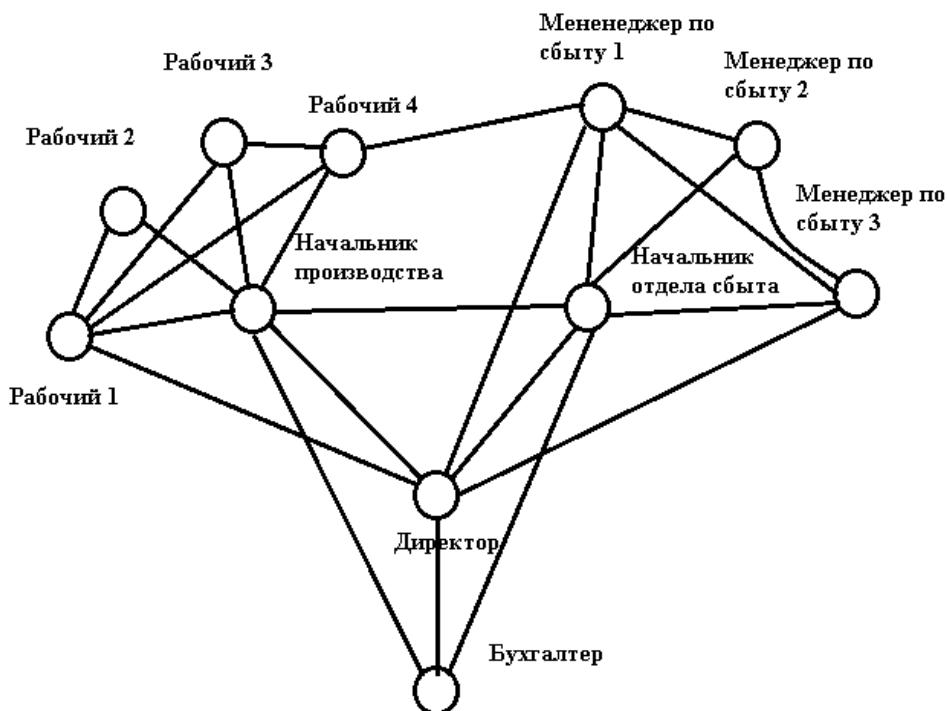 Мененеджер по
сбыту 1
Рабочий 3
Менеджер по
сбыту 2
Рабочий 4
Рабочий 2
Менеджер по
сбыту 3
Начальник
производства
Начальник
отдела сбыта
Рабочий 1
Директор
Бухгалтер